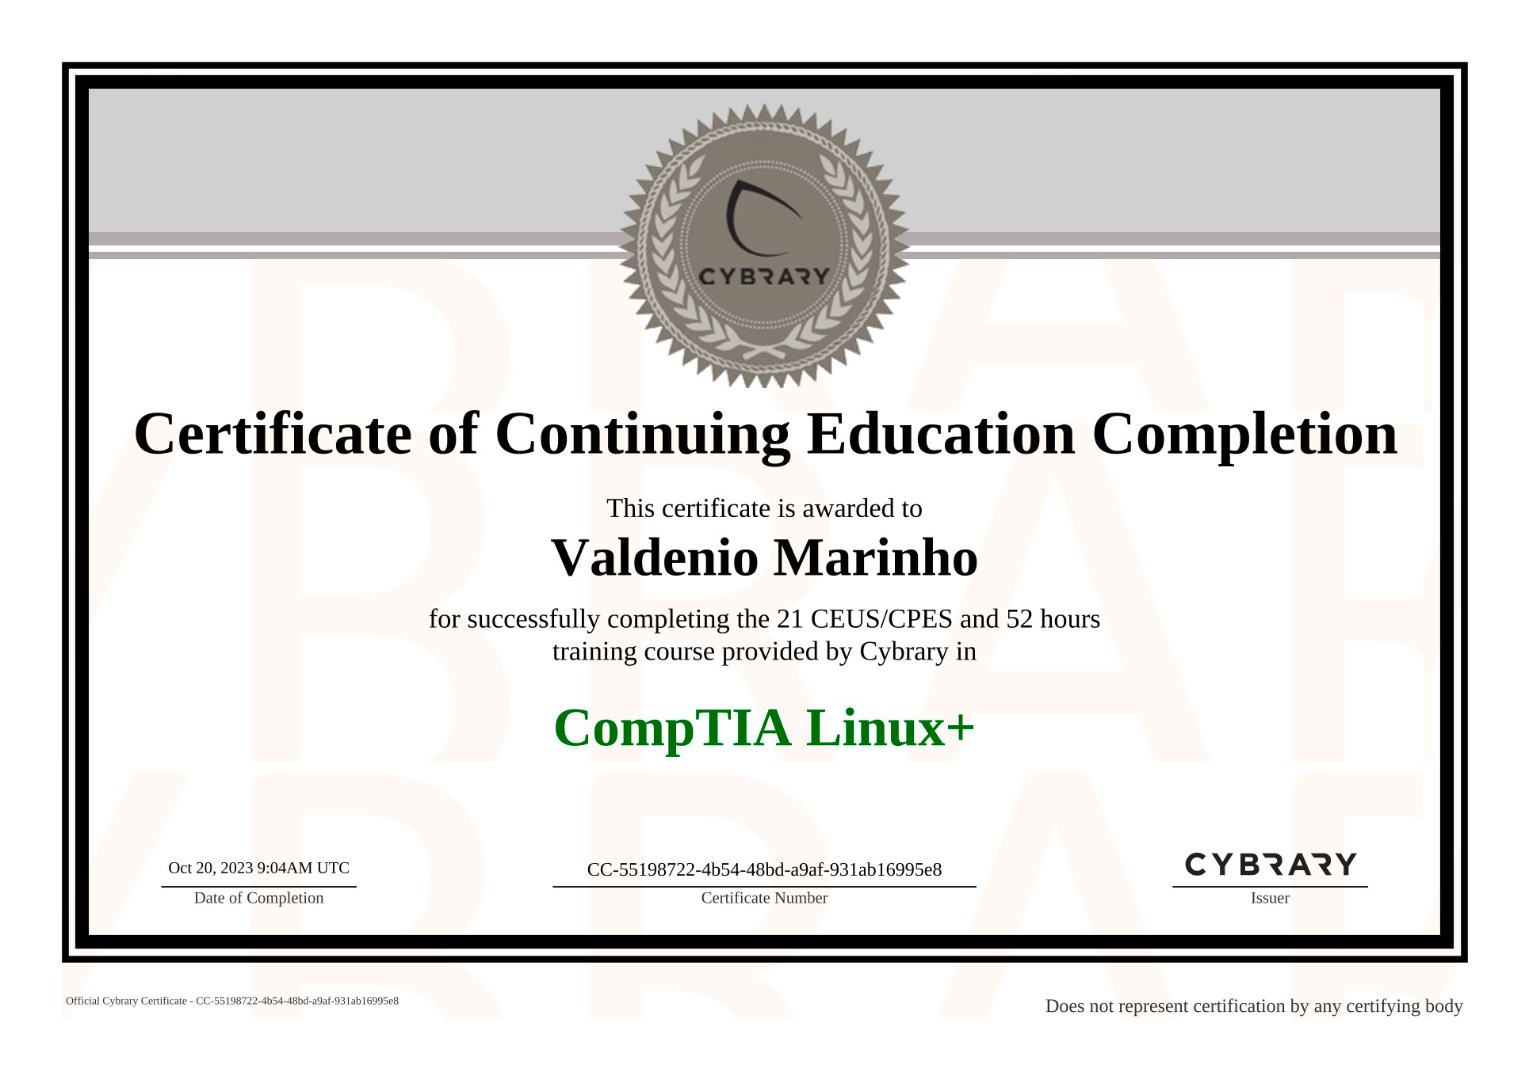 CYBRARY
Certificate of Continuing Education Completion
This certificate is awarded to
Valdenio Marinho
for successfully completing the 21 CEUS/CPES and 52 hours
training course provided by Cybrary in
CompTIA Linux+
Oct 20, 2023 9:04AM UTC
Date of Completion
CC-55198722-4b54-48bd-a9af-931ab16995e8
Certificate Number
CYBRARY
Issuer
Official Cybrary Certificate - CC-55198722-4b54-48bd-a9af-931ab16995e8
Does not represent certification by any certifying body